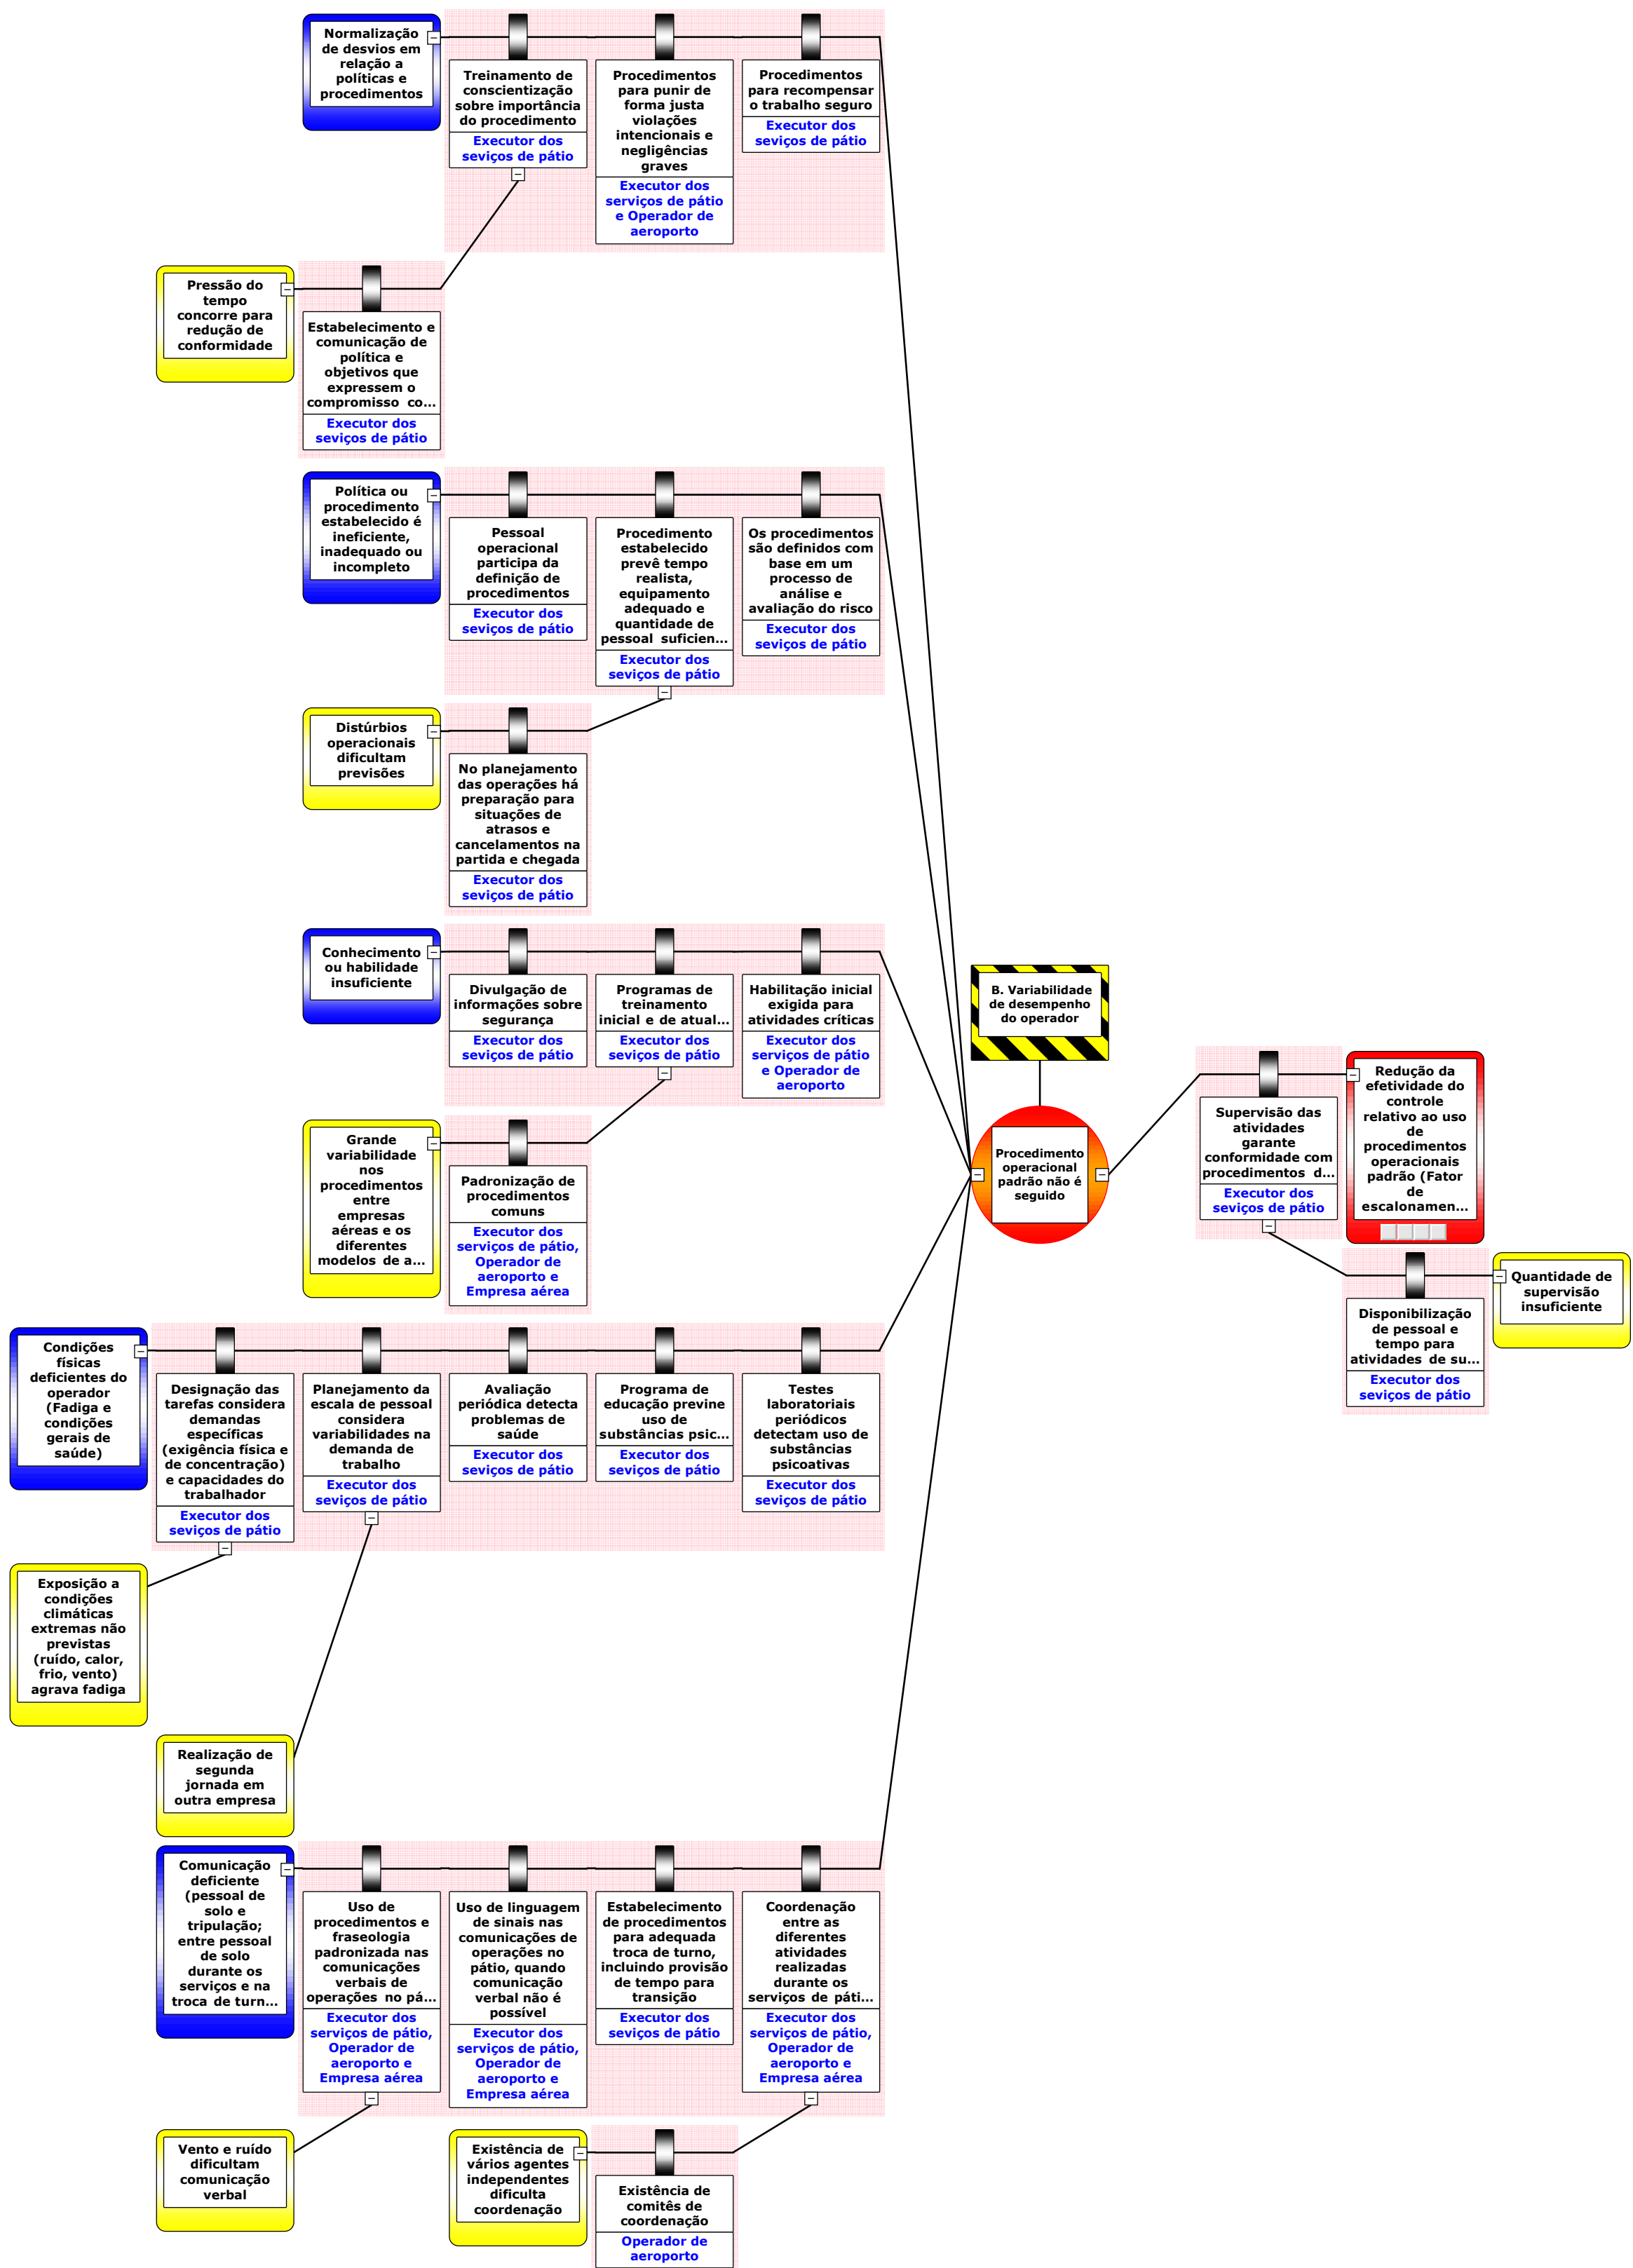 Normalização
de desvios em
relação a
políticas e
procedimentos
Treinamento de
conscientização
sobre importância
do procedimento
Executor dos
seviços de pátio
Procedimentos
para punir de
forma justa
violações
intencionais e
negligências
graves
Executor dos
serviços de pátio
e Operador de
aeroporto
Procedimentos
para recompensar
o trabalho seguro
Executor dos
seviços de pátio
Pressão do
tempo
concorre para
redução de
conformidade
Estabelecimento e
comunicação de
política e
objetivos que
expressem o
compromisso co...
Executor dos
seviços de pátio
Política ou
procedimento
estabelecido é
ineficiente,
inadequado ou
incompleto
Pessoal
operacional
participa da
definição de
procedimentos
Executor dos
seviços de pátio
Procedimento
estabelecido
prevê tempo
realista,
equipamento
adequado e
quantidade de
pessoal suficien...
Executor dos
seviços de pátio
Os procedimentos
são definidos com
base em um
processo de
análise e
avaliação do risco
Executor dos
seviços de pátio
Distúrbios
operacionais
dificultam
previsões
No planejamento
das operações há
preparação para
situações de
atrasos e
cancelamentos na
partida e chegada
Executor dos
seviços de pátio
Conhecimento
ou habilidade
insuficiente
Divulgação de
informações sobre
segurança
Executor dos
seviços de pátio
Programas de
treinamento
inicial e de atual...
Executor dos
seviços de pátio
Habilitação inicial
exigida para
atividades críticas
Executor dos
serviços de pátio
e Operador de
aeroporto
Grande
variabilidade
nos
procedimentos
entre
empresas
aéreas e os
diferentes
modelos de a...
Padronização de
procedimentos
comuns
Executor dos
serviços de pátio,
Operador de
aeroporto e
Empresa aérea
B. Variabilidade
de desempenho
do operador
Procedimento
operacional
padrão não é
seguido
Supervisão das
atividades
garante
conformidade com
procedimentos d...
Executor dos
seviços de pátio
Redução da
efetividade do
controle
relativo ao uso
de
procedimentos
operacionais
padrão (Fator
de
escalonamen...
Disponibilização
de pessoal e
tempo para
atividades de su...
Executor dos
seviços de pátio
Quantidade de
supervisão
insuficiente
Condições
físicas
deficientes do
operador
(Fadiga e
condições
gerais de
saúde)
Designação das
tarefas considera
demandas
específicas
(exigência física e
de concentração)
e capacidades do
trabalhador
Executor dos
seviços de pátio
Planejamento da
escala de pessoal
considera
variabilidades na
demanda de
trabalho
Executor dos
seviços de pátio
Avaliação
periódica detecta
problemas de
saúde
Executor dos
seviços de pátio
Programa de
educação previne
uso de
substâncias psic...
Executor dos
seviços de pátio
Testes
laboratoriais
periódicos
detectam uso de
substâncias
psicoativas
Executor dos
seviços de pátio
Exposição a
condições
climáticas
extremas não
previstas
(ruído, calor,
frio, vento)
agrava fadiga
Realização de
segunda
jornada em
outra empresa
Comunicação
deficiente
(pessoal de
solo e
tripulação;
entre pessoal
de solo
durante os
serviços e na
troca de turn...
Uso de
procedimentos e
fraseologia
padronizada nas
comunicações
verbais de
operações no pá...
Executor dos
serviços de pátio,
Operador de
aeroporto e
Empresa aérea
Uso de linguagem
de sinais nas
comunicações de
operações no
pátio, quando
comunicação
verbal não é
possível
Executor dos
serviços de pátio,
Operador de
aeroporto e
Empresa aérea
Estabelecimento
de procedimentos
para adequada
troca de turno,
incluindo provisão
de tempo para
transição
Executor dos
seviços de pátio
Coordenação
entre as
diferentes
atividades
realizadas
durante os
serviços de páti...
Executor dos
serviços de pátio,
Operador de
aeroporto e
Empresa aérea
Vento e ruído
dificultam
comunicação
verbal
Existência de
vários agentes
independentes
dificulta
coordenação
Existência de
comitês de
coordenação
Operador de
aeroporto